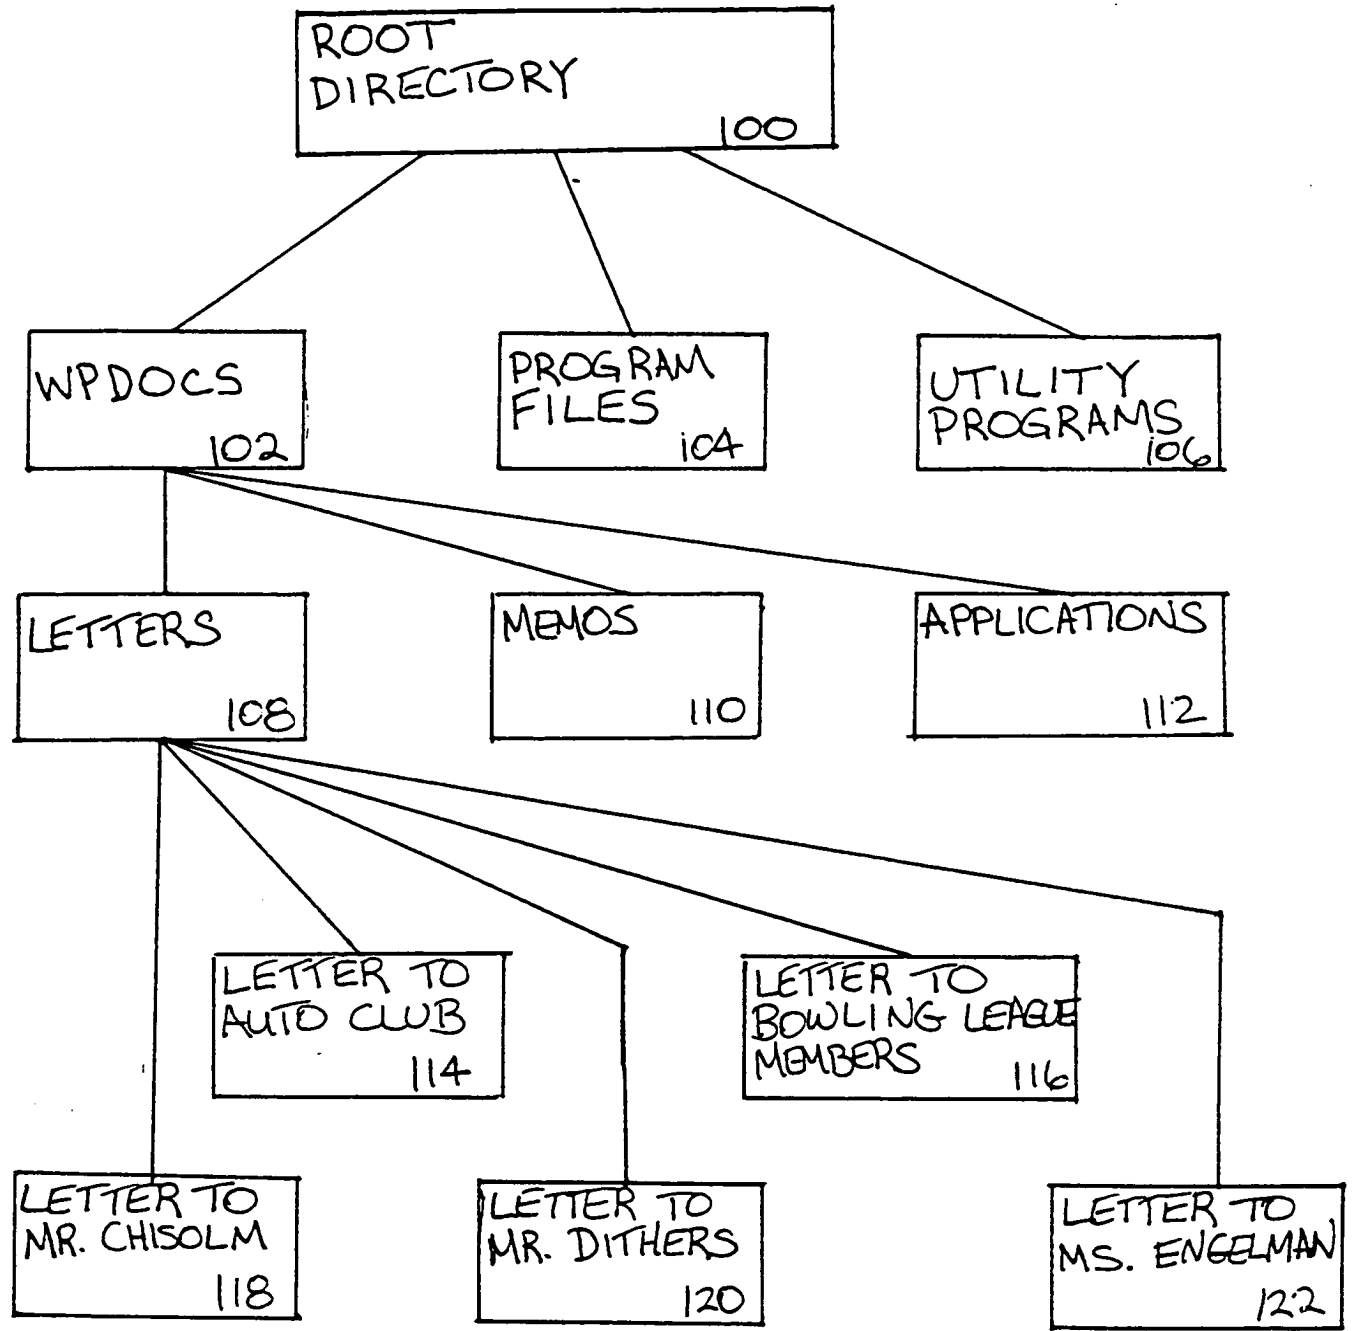 ROOT
DIRECTORY
100
WPDOCS
102
PROGRAM
FILES
104
UTILITY
PROGRAMS
106
LETTERS
108
MEMOS
110
APPLICATIONS
112
LETTER TO
AUTO CLUB
114
LETTER TO
BOWLING LEAGUE
MEMBERS
116
LETTER TO
MR. CHISOLM
118
LETTER TO
MR. DITHERS
120
LETTER TO
MS. ENGELMAN
122